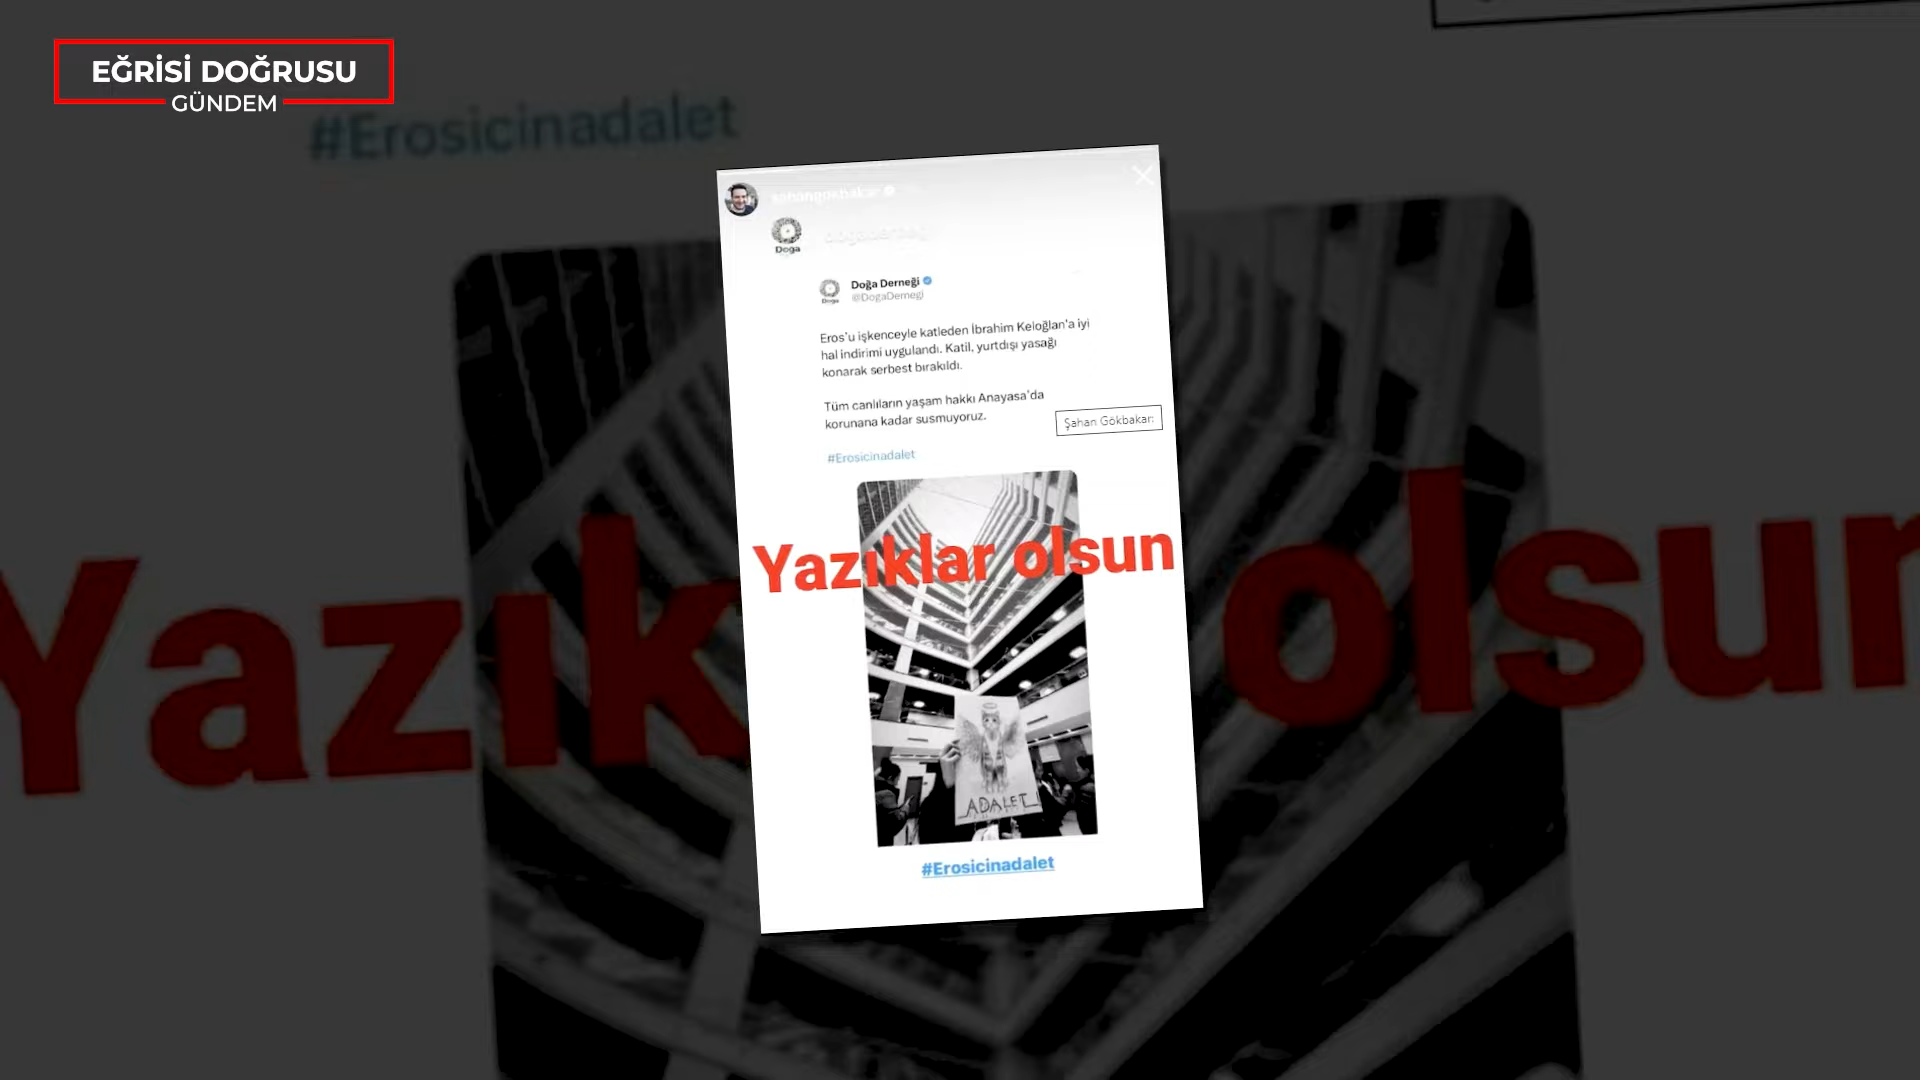 EĞRİSİ DOĞRUSU
GÜNDEM
#Erosicinadalet
sahangokbakar
dogadernegi
Doğa
Doğa Derneği
@DogaDernegi
Eros'u işkenceyle katleden İbrahim Keloğlan'a iyi
hal indirimi uygulandı. Katil, yurtdışı yasağı
konarak serbest bırakıldı.
Tüm canlıların yaşam hakkı Anayasa'da
korunana kadar susmuyoruz.
Şahan Gökbakar:
#Erosicinadalet
Yazıklar olsun
ADALET
#Erosicinadalet
Yazık olsun